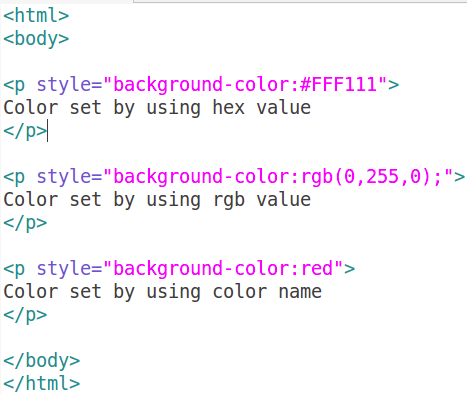 <html>
<body>
<p style="background-color:#FFF111">
Color set by using hex value
</p>
<p style="background-color:rgb(0,255,0);">
Color set by using rgb value
</p>
<p style="background-color:red">
Color set by using color name
</p>
</body>
</html>